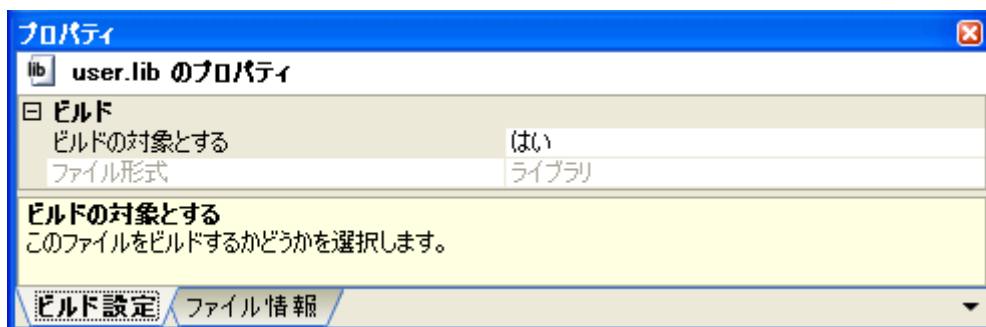 プロパティ
lib user.lib のプロパティ
ビルド
ビルドの対象とする はい
ファイル形式 ライブラリ
ビルドの対象とする
このファイルをビルドするかどうかを選択します。
ビルド設定 ファイル情報